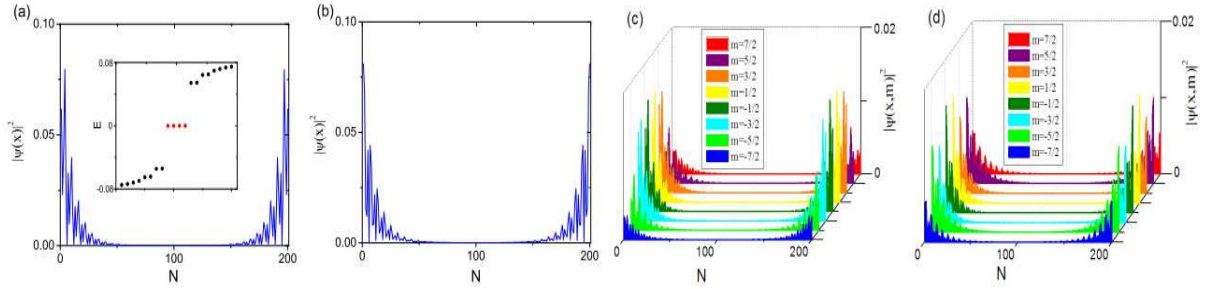 (a)
0.10
0.05
0.00
|ψ(x)|²
0
100
200
N
0.08
0
-0.08
E
(b)
0.10
0.05
0.00
|ψ(x)|²
0
100
200
N
(c)
m=7/2
m=5/2
m=3/2
m=1/2
m=-1/2
m=-3/2
m=-5/2
m=-7/2
0.02
0
|ψ(x,m)|²
0
100
200
N
(d)
m=7/2
m=5/2
m=3/2
m=1/2
m=-1/2
m=-3/2
m=-5/2
m=-7/2
0.02
0
|ψ(x,m)|²
0
100
200
N